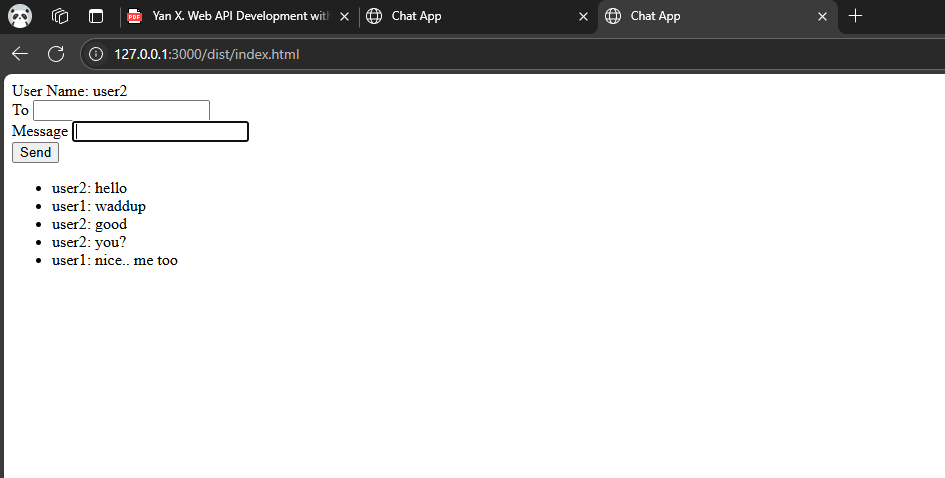 PDF Yan X. Web API Development with
Chat App
Chat App
127.0.0.1:3000/dist/index.html
User Name: user2
To
Message
Send
user2: hello
user1: waddup
user2: good
user2: you?
user1: nice.. me too